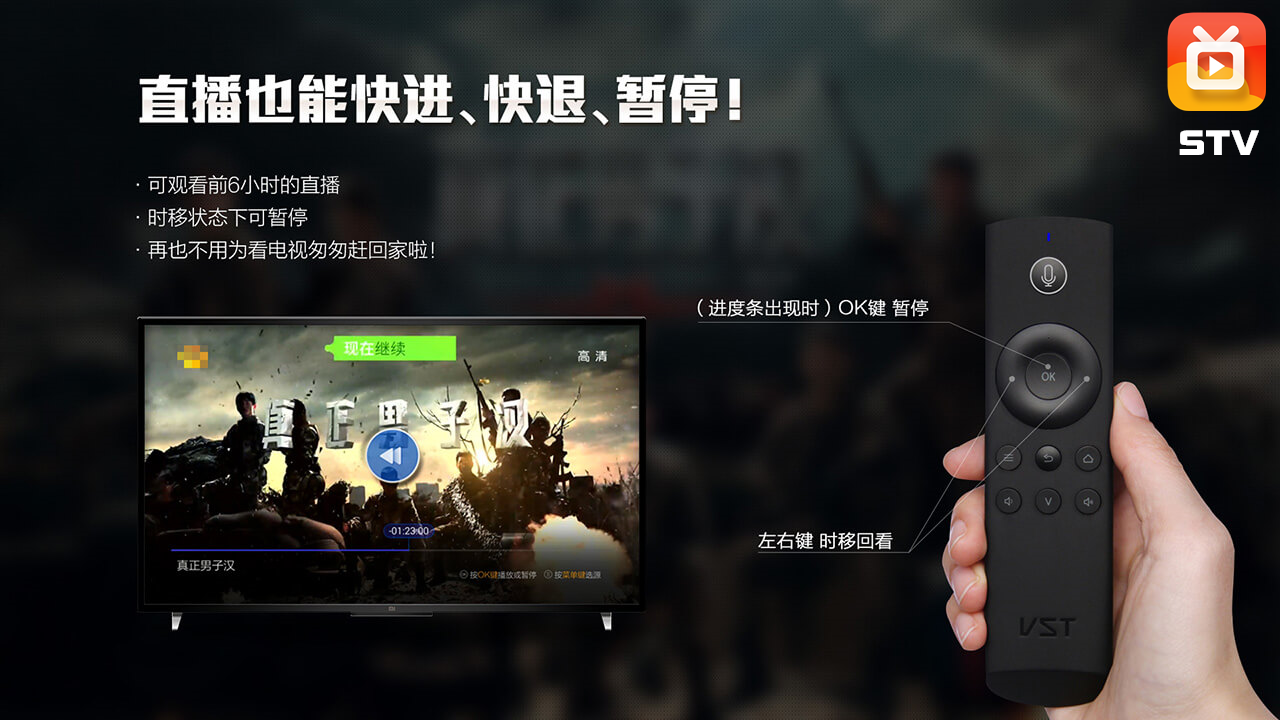 STV
直播也能快进、快退、暂停！
· 可观看前6小时的直播
· 时移状态下可暂停
· 再也不用为看电视匆匆赶回家啦！
（进度条出现时）OK键 暂停
OK
现在继续
高清
真正男子汉
-01:23:00
真正男子汉
按OK键播放或暂停 按菜单键选源
mi
左右键 时移回看
V
VST